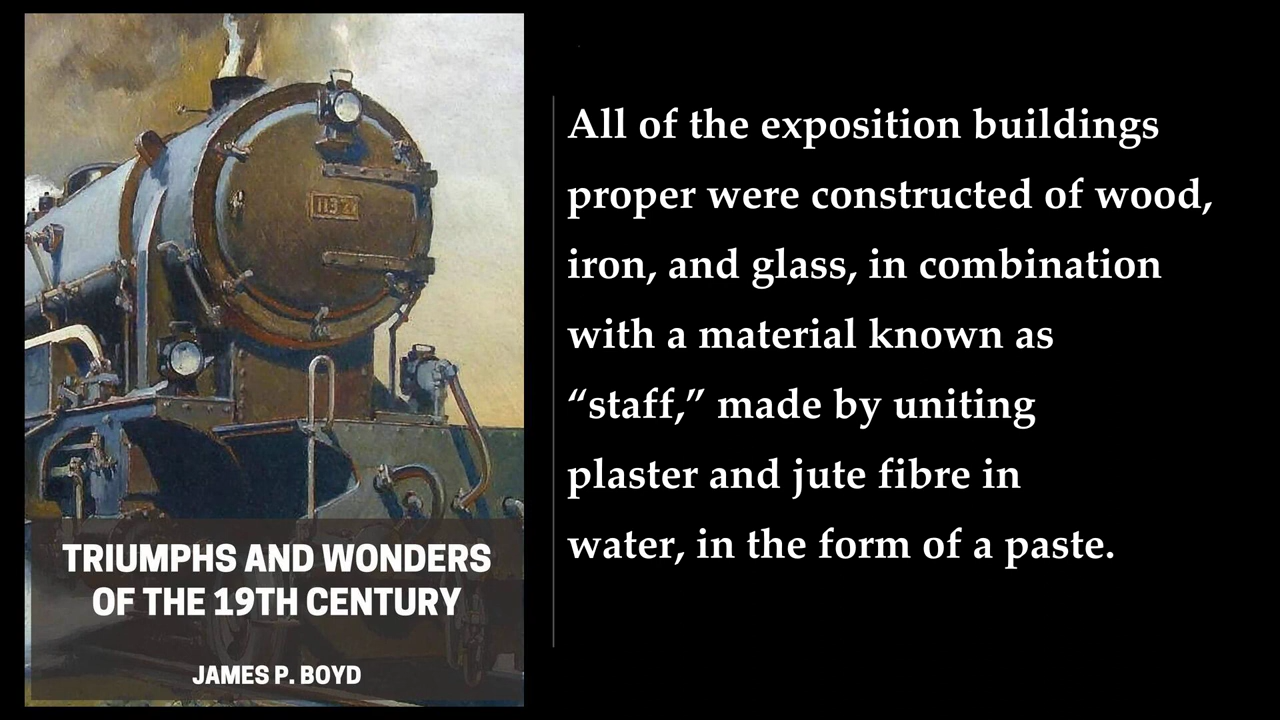 TRIUMPHS AND WONDERS
OF THE 19TH CENTURY
JAMES P. BOYD
All of the exposition buildings
proper were constructed of wood,
iron, and glass, in combination
with a material known as
“staff,” made by uniting
plaster and jute fibre in
water, in the form of a paste.